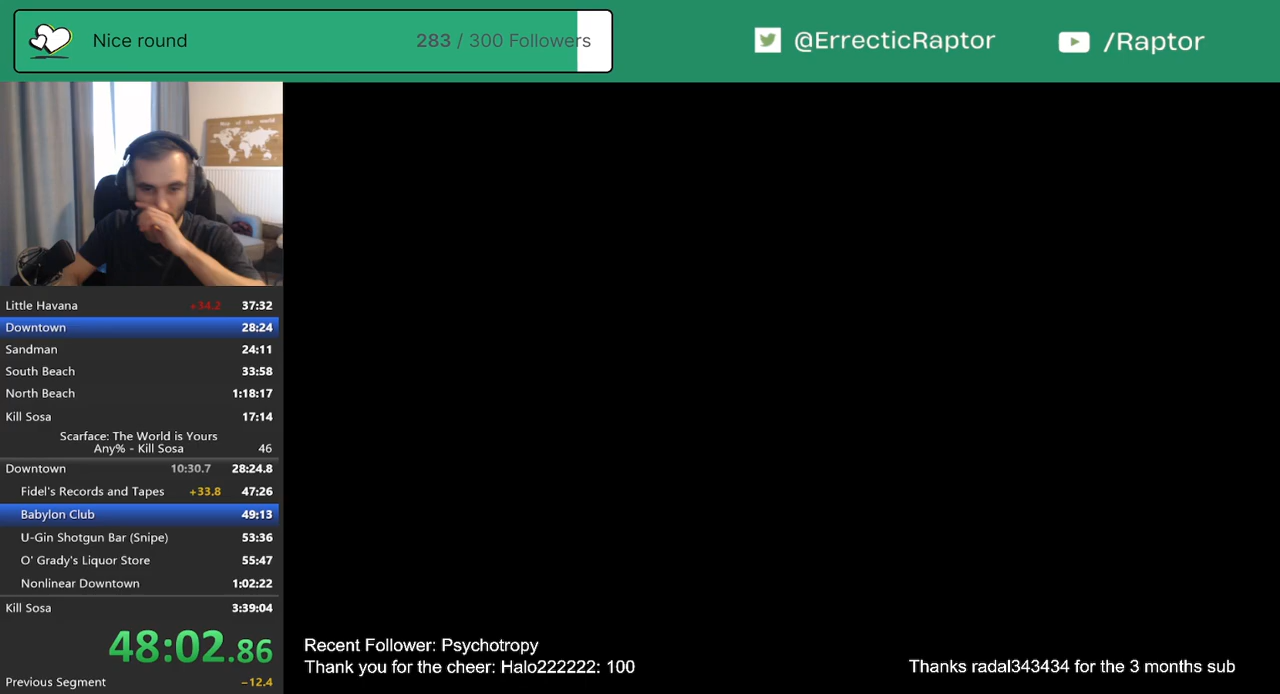 Nice round 283 / 300 Followers
@ErrecticRaptor /Raptor
Map of the world
Little Havana +34.2 37:32
Downtown 28:24
Sandman 24:11
South Beach 33:58
North Beach 1:18:17
Kill Sosa 17:14
Scarface: The World is Yours
Any% - Kill Sosa 46
Downtown 10:30.7 28:24.8
Fidel's Records and Tapes +33.8 47:26
Babylon Club 49:13
U-Gin Shotgun Bar (Snipe) 53:36
O' Grady's Liquor Store 55:47
Nonlinear Downtown 1:02:22
Kill Sosa 3:39:04
48:02.86
Previous Segment −12.4
Recent Follower: Psychotropy
Thank you for the cheer: Halo222222: 100
Thanks radal343434 for the 3 months sub